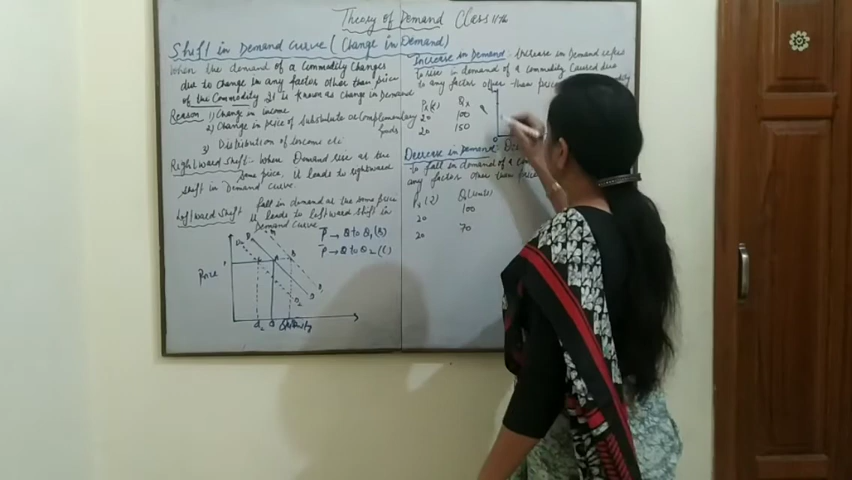 Theory of Demand Class 11th
Shift in Demand curve (Change in Demand)
When the demand of a Commodity Changes
due to change in any factor other than price
of the Commodity It is known as change in Demand
Reason 1) Change in income
2) Change in price of Substitute or Complementary
3) Distribution of income etc.
Rightward shift - When Demand rise at the
same price. It leads to rightward
shift in Demand curve.
Leftward shift fall in demand at the same price
It leads to leftward shift in
Demand curve
P → Q to Q1 (B)
P → Q to Q2 (C)
Price
Quantity
Increase in Demand - Increase in Demand
to rise in demand of a commodity Caused due
to any factor other than
Px
Qx
20 100
20 150
Decrease in Demand
to fall in demand of a
any factor other than price
Px
20 100
20 70